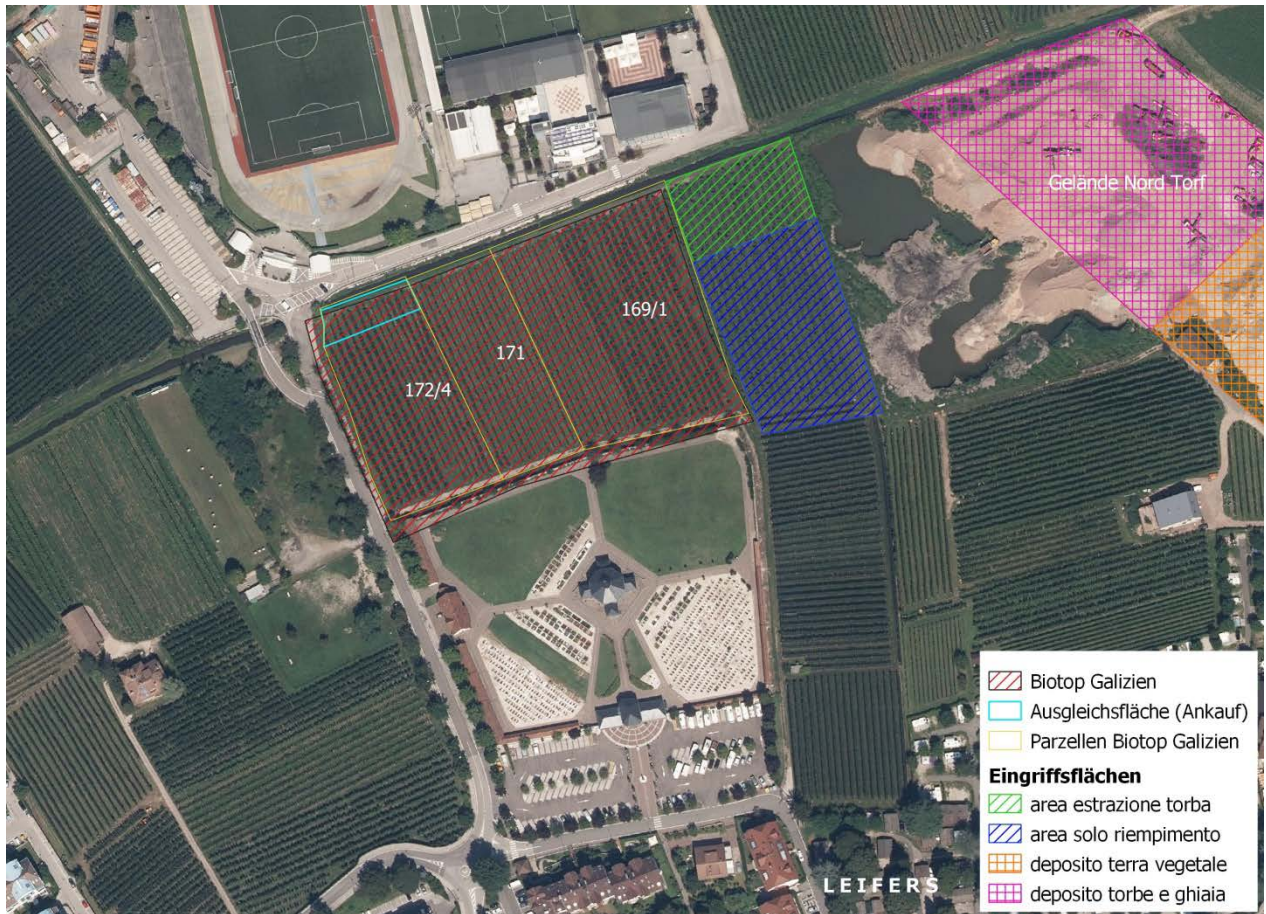 Gelände Nord Torf
169/1
171
172/4
Biotop Galizien
Ausgleichsfläche (Ankauf)
Parzellen Biotop Galizien
Eingriffsflächen
area estrazione torba
area solo riempimento
deposito terra vegetale
deposito torbe e ghiaia
LEIFERS